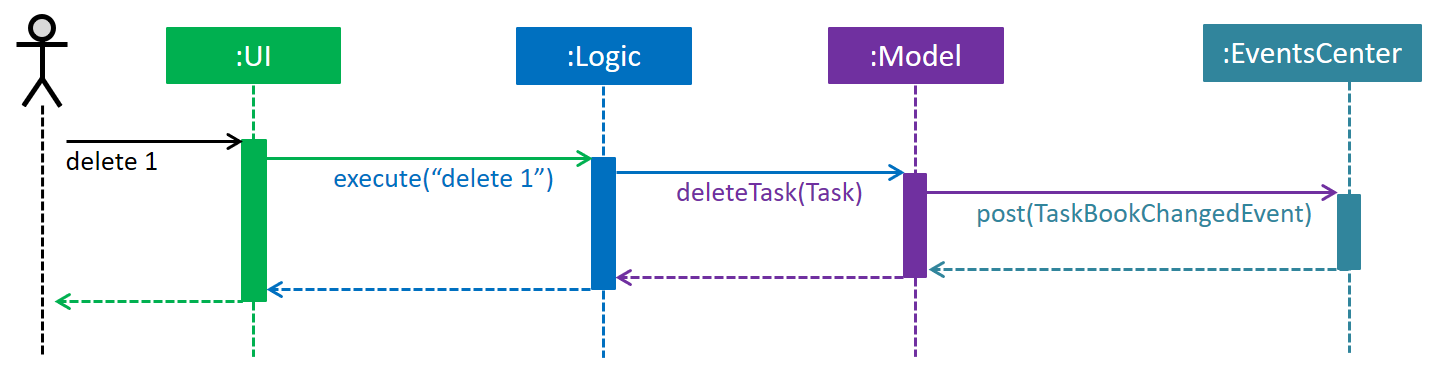 :UI
:Logic
:Model
:EventsCenter
delete 1
execute(“delete 1”)
deleteTask(Task)
post(TaskBookChangedEvent)